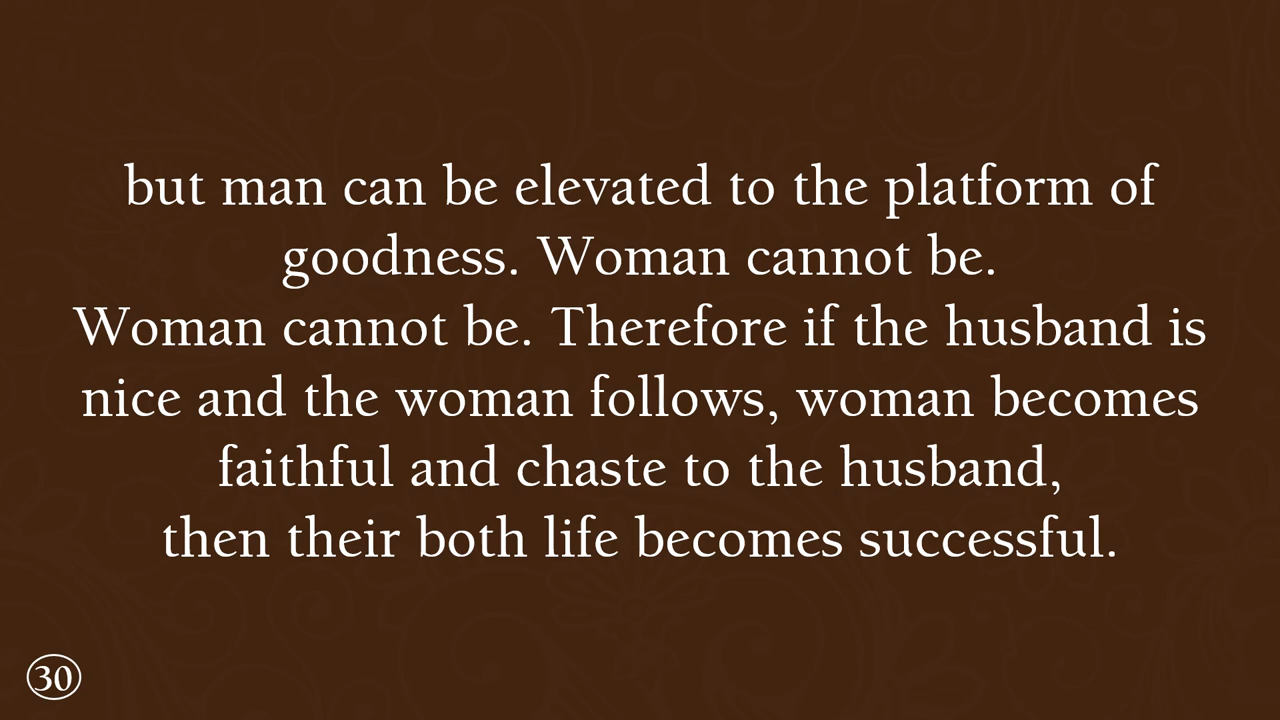 but man can be elevated to the platform of
goodness. Woman cannot be.
Woman cannot be. Therefore if the husband is
nice and the woman follows, woman becomes
faithful and chaste to the husband,
then their both life becomes successful.
30